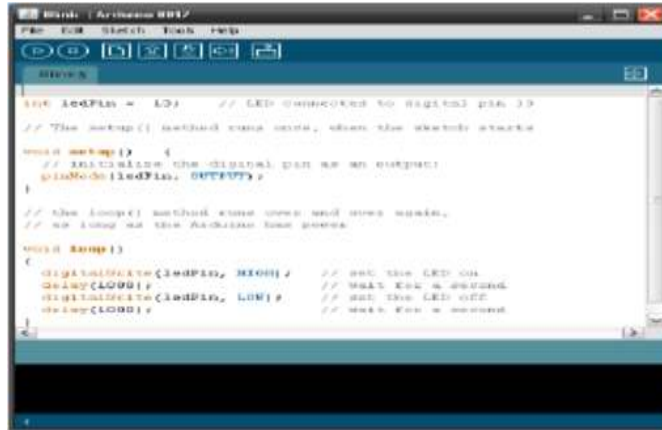 Blink | Arduino 0017
File Edit Sketch Tools Help
Blink §
int ledPin = 13; // LED connected to digital pin 13
// The setup() method runs once, when the sketch starts
void setup() {
// initialize the digital pin as an output:
pinMode(ledPin, OUTPUT);
}
// the loop() method runs over and over again,
// as long as the Arduino has power
void loop()
{
digitalWrite(ledPin, HIGH); // set the LED on
delay(1000); // wait for a second
digitalWrite(ledPin, LOW); // set the LED off
delay(1000); // wait for a second
}